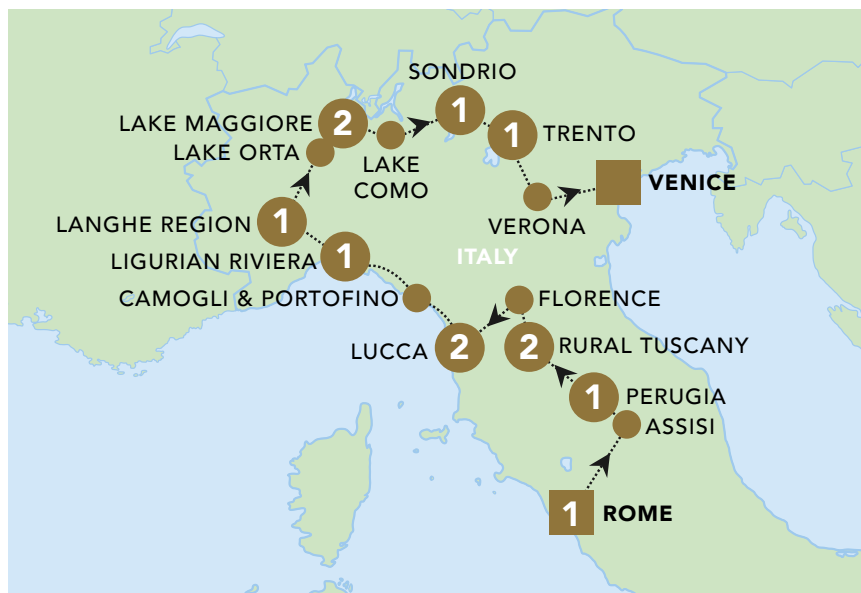 SONDRIO
1
LAKE MAGGIORE
2
1
TRENTO
LAKE ORTA
LAKE
COMO
VENICE
VERONA
LANGHE REGION
1
LIGURIAN RIVIERA
1
ITALY
CAMOGLI & PORTOFINO
FLORENCE
LUCCA
2
2
RURAL TUSCANY
1
PERUGIA
ASSISI
1
ROME